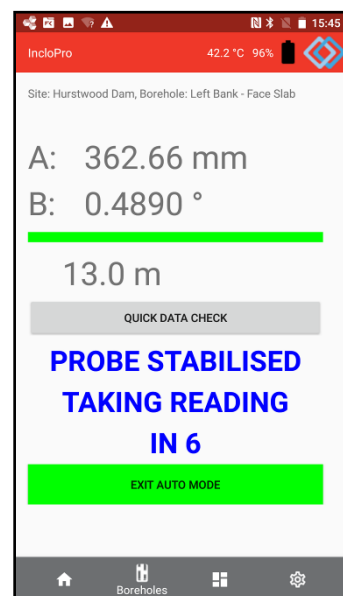 15:45
IncloPro 42.2 °C 96%
Site: Hurstwood Dam, Borehole: Left Bank - Face Slab
A: 362.66 mm
B: 0.4890 °
13.0 m
QUICK DATA CHECK
PROBE STABILISED
TAKING READING
IN 6
EXIT AUTO MODE
Boreholes